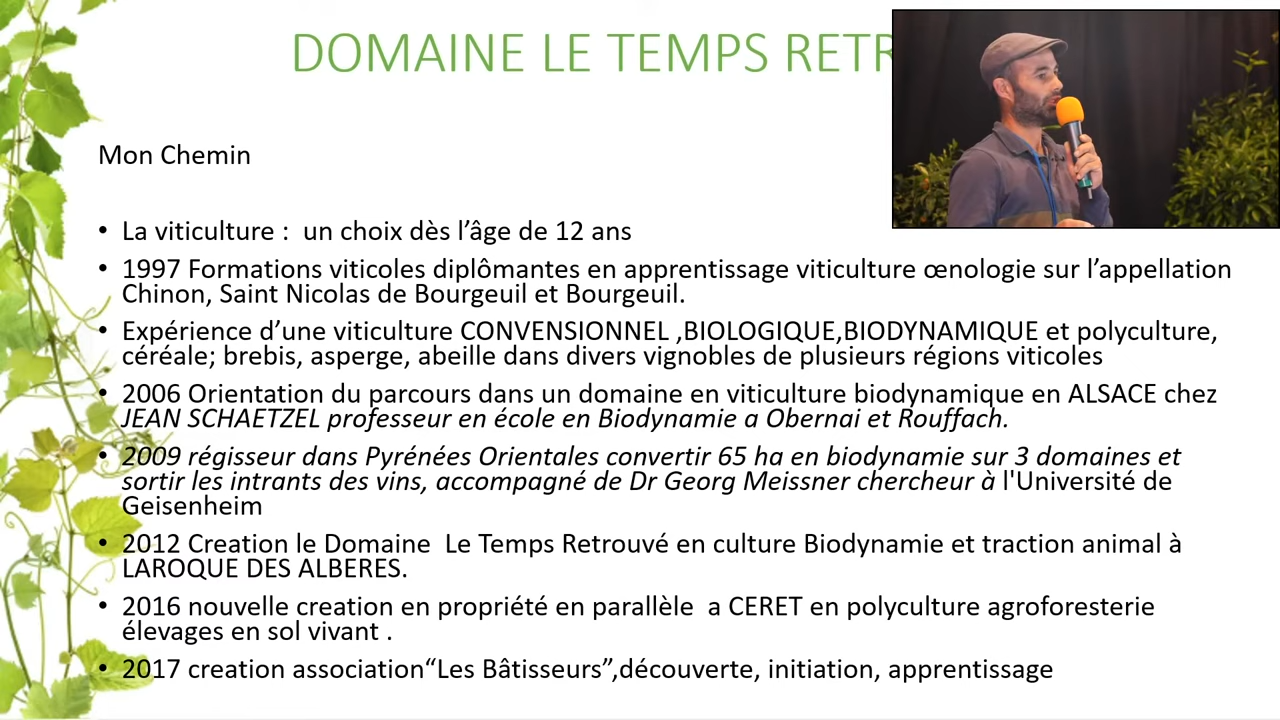 DOMAINE LE TEMPS
Mon Chemin
• La viticulture : un choix dès l’âge de 12 ans
• 1997 Formations viticoles diplômantes en apprentissage viticulture œnologie sur l’appellation
Chinon, Saint Nicolas de Bourgeuil et Bourgeuil.
• Expérience d’une viticulture CONVENSIONNEL ,BIOLOGIQUE,BIODYNAMIQUE et polyculture,
céréale; brebis, asperge, abeille dans divers vignobles de plusieurs régions viticoles
• 2006 Orientation du parcours dans un domaine en viticulture biodynamique en ALSACE chez
JEAN SCHAETZEL professeur en école en Biodynamie a Obernai et Rouffach.
• 2009 régisseur dans Pyrénées Orientales convertir 65 ha en biodynamie sur 3 domaines et
sortir les intrants des vins, accompagné de Dr Georg Meissner chercheur à l'Université de
Geisenheim
• 2012 Creation le Domaine Le Temps Retrouvé en culture Biodynamie et traction animal à
LAROQUE DES ALBERES.
• 2016 nouvelle creation en propriété en parallèle a CERET en polyculture agroforesterie
élevages en sol vivant .
• 2017 creation association“Les Bâtisseurs”,découverte, initiation, apprentissage